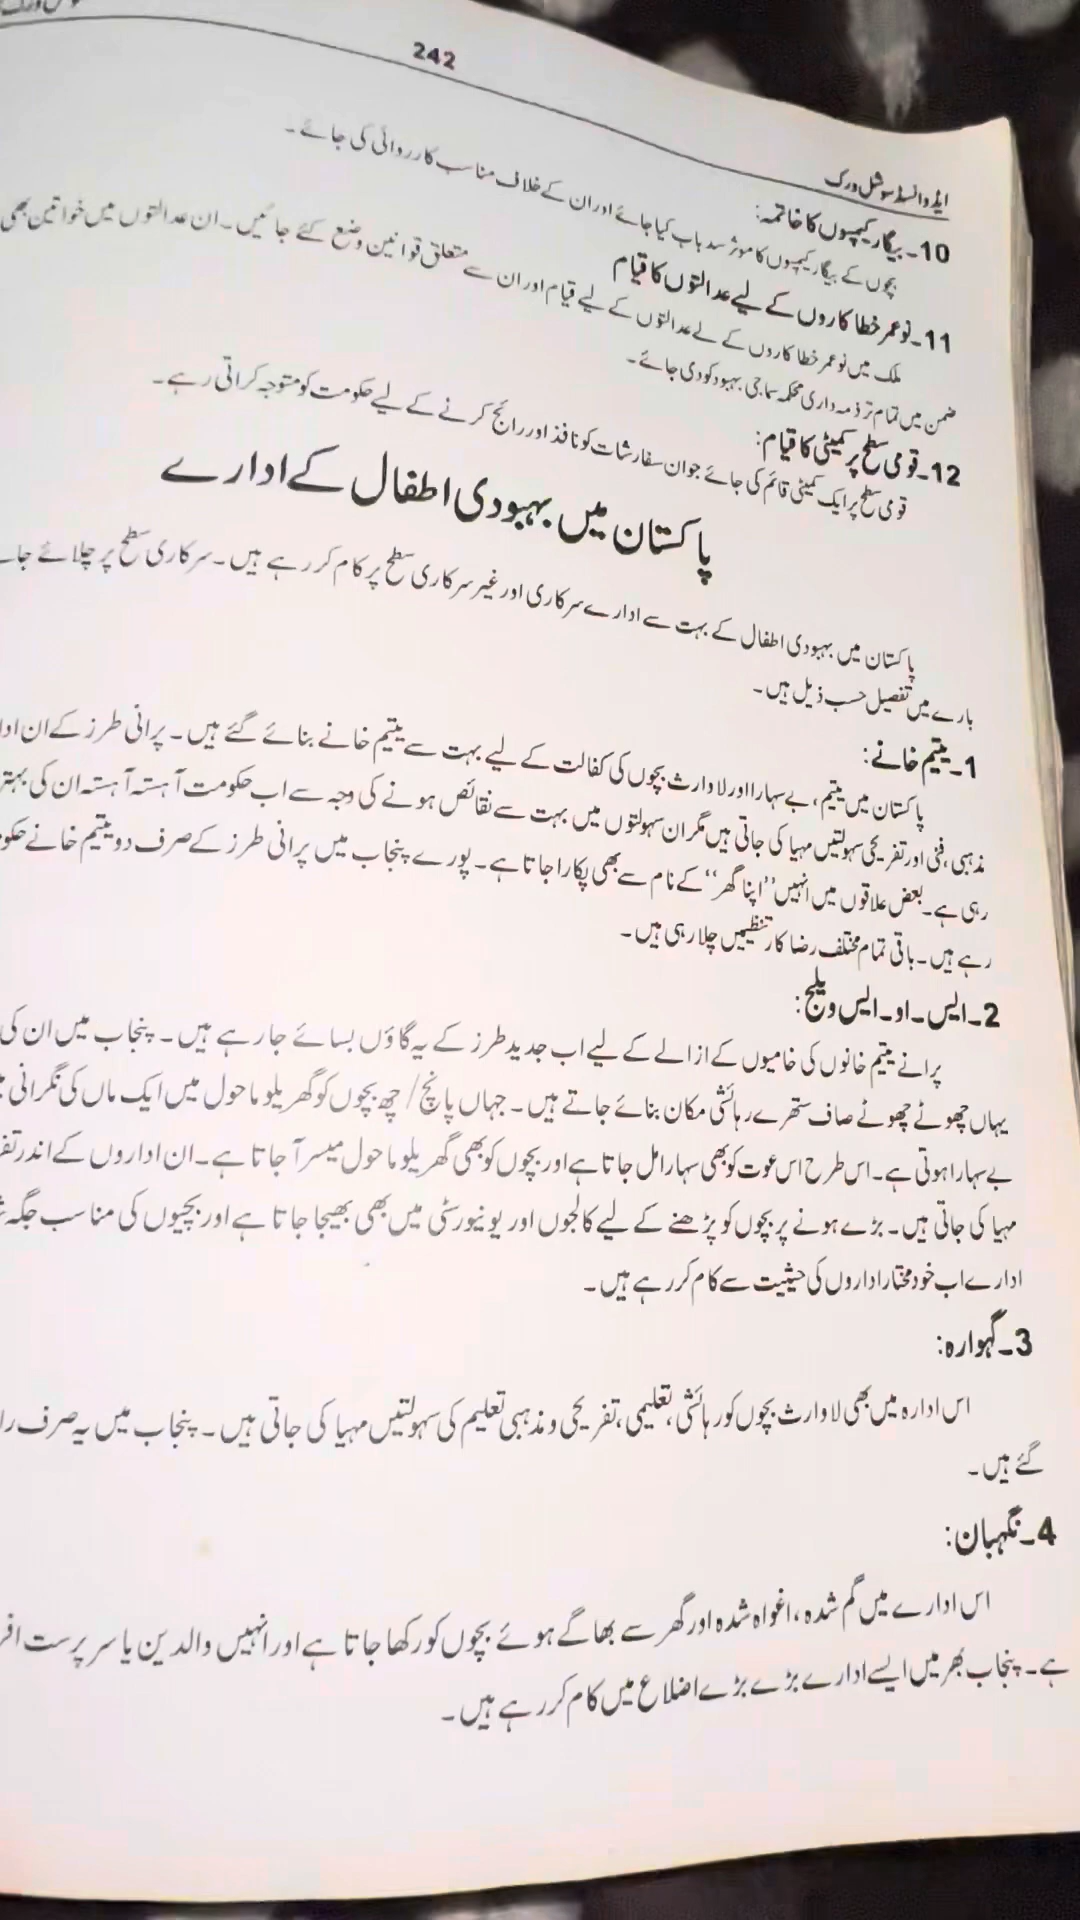 242
ایڈوانسڈ سوشل ورک
10۔ بیگار کیمپوں کا خاتمہ:
بچوں کے بیگار کیمپوں کا موثر سدباب کیا جائے اور ان کے خلاف مناسب کارروائی کی جائے۔
11۔ نوعمر خطا کاروں کے لیے عدالتوں کا قیام
ملک میں نوعمر خطا کاروں کے لے عدالتوں کے لیے قیام اور ان سے متعلق قوانین وضع کئے جائیں۔ ان عدالتوں میں خواتین بھی
ضمن میں تمام تر ذمہ داری محکمہ سماجی بہبود کو دی جائے۔
12۔ قومی سطح پر کمیٹی کا قیام:
قومی سطح پر ایک کمیٹی قائم کی جائے جو ان سفارشات کو نافذ اور رائج کرنے کے لیے حکومت کو متوجہ کراتی رہے۔
پاکستان میں بہبودی اطفال کے ادارے
پاکستان میں بہبودی اطفال کے بہت سے ادارے سرکاری اور غیر سرکاری سطح پر کام کر رہے ہیں۔ سرکاری سطح پر چلائے
بارے میں تفصیل حسب ذیل ہیں۔
1۔ یتیم خانے:
پاکستان میں یتیم، بے سہارا اور لاوارث بچوں کی کفالت کے لیے بہت سے یتیم خانے بنائے گئے ہیں۔ پرانی طرز کے ان
مذہبی، فنی اور تفریحی سہولتیں مہیا کی جاتی ہیں مگر ان سہولتوں میں بہت سے نقائص ہونے کی وجہ سے اب حکومت آہستہ آہستہ ان کی
رہی ہے۔ بعض علاقوں میں انہیں ’’اپنا گھر‘‘ کے نام سے بھی پکارا جاتا ہے۔ پورے پنجاب میں پرانی طرز کے صرف دو یتیم خانے
رہے ہیں۔ باقی تمام مختلف رضا کار تنظیمیں چلا رہی ہیں۔
2۔ ایس۔ او۔ ایس ویلج:
پرانے یتیم خانوں کی خامیوں کے ازالے کے لیے اب جدید طرز کے یہ گاؤں بسائے جا رہے ہیں۔ پنجاب میں ان کی
یہاں چھوٹے چھوٹے صاف ستھرے رہائشی مکان بنائے جاتے ہیں۔ جہاں پانچ/ چھ بچوں کو گھریلو ماحول میں ایک ماں کی نگرانی
بے سہارا ہوتی ہے۔ اس طرح اس عوت کو بھی سہارا مل جاتا ہے اور بچوں کو بھی گھریلو ماحول میسر آ جاتا ہے۔ ان اداروں کے اندر
مہیا کی جاتی ہیں۔ بڑے ہونے پر بچوں کو پڑھنے کے لیے کالجوں اور یونیورسٹی میں بھی بھیجا جاتا ہے اور بچیوں کی مناسب جگہ
ادارے اب خود مختار اداروں کی حیثیت سے کام کر رہے ہیں۔
3۔ گہوارہ:
اس ادارہ میں بھی لاوارث بچوں کو رہائشی، تعلیمی، تفریحی و مذہبی تعلیم کی سہولتیں مہیا کی جاتی ہیں۔ پنجاب میں یہ صرف
گئے ہیں۔
4۔ نگہبان:
اس ادارے میں گم شدہ، اغواہ شدہ اور گھر سے بھاگے ہوئے بچوں کو رکھا جاتا ہے اور انہیں والدین یا سرپرست
ہے۔ پنجاب بھر میں ایسے ادارے بڑے بڑے اضلاع میں کام کر رہے ہیں۔